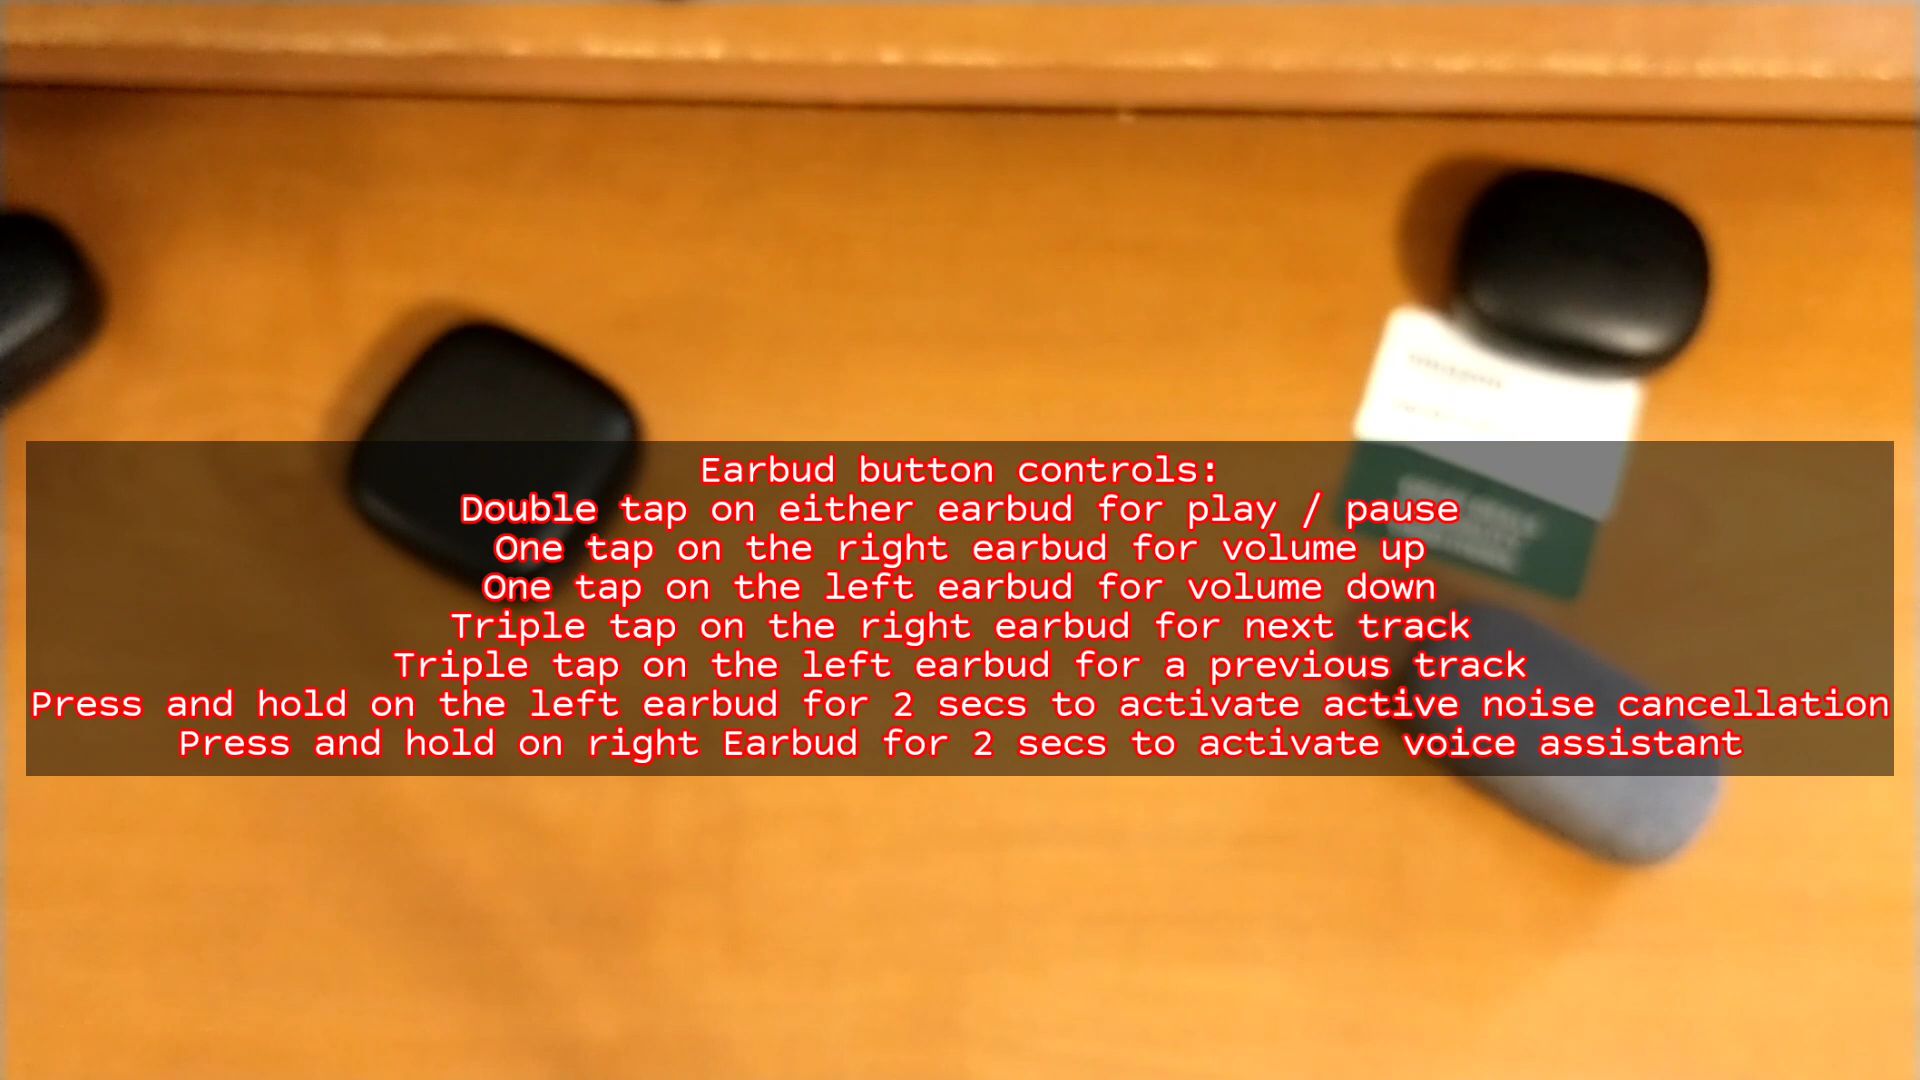 Earbud button controls:
Double tap on either earbud for play / pause
One tap on the right earbud for volume up
One tap on the left earbud for volume down
Triple tap on the right earbud for next track
Triple tap on the left earbud for a previous track
Press and hold on the left earbud for 2 secs to activate active noise cancellation
Press and hold on right Earbud for 2 secs to activate voice assistant